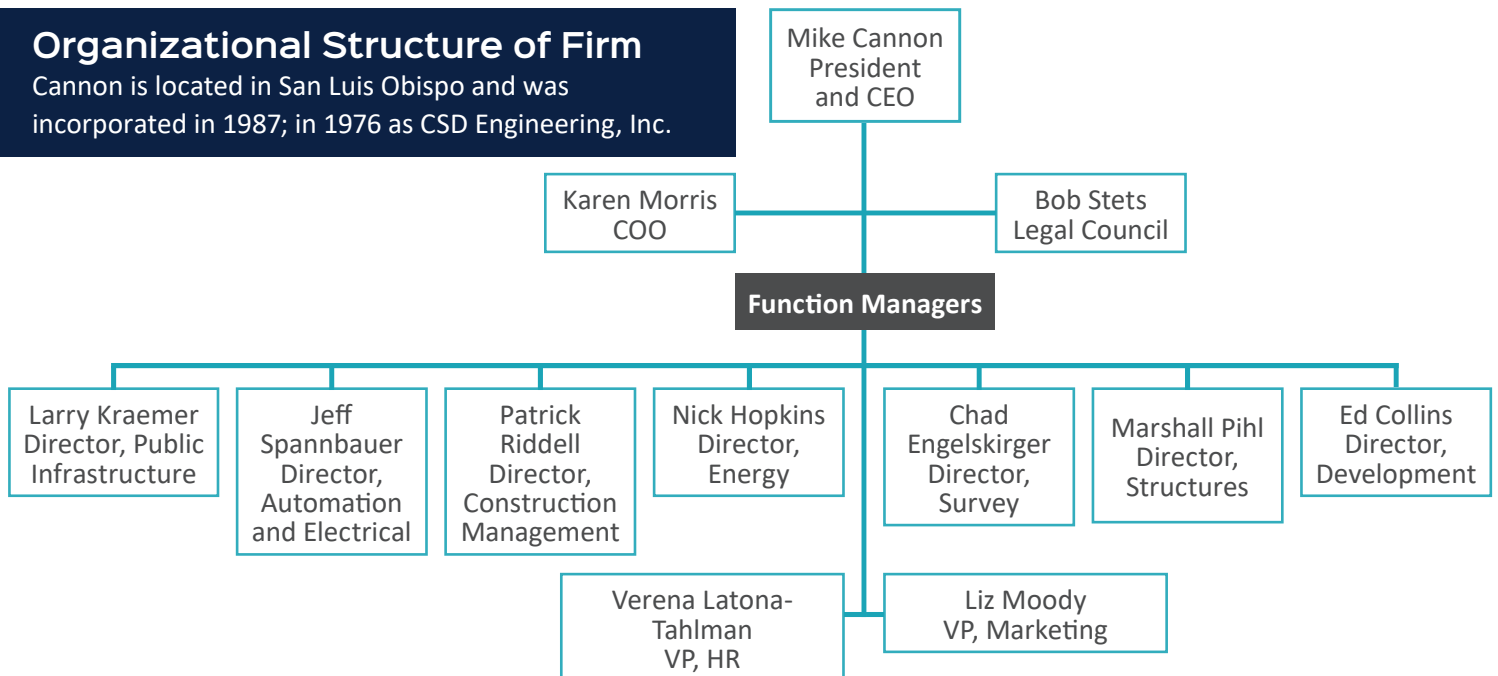 Organizational Structure of Firm
Cannon is located in San Luis Obispo and was
incorporated in 1987; in 1976 as CSD Engineering, Inc.
Mike Cannon
President
and CEO
Karen Morris
COO
Bob Stets
Legal Council
Function Managers
Larry Kraemer
Director, Public
Infrastructure
Jeff
Spannbauer
Director,
Automation
and Electrical
Patrick
Riddell
Director,
Construction
Management
Nick Hopkins
Director,
Energy
Chad
Engelskirger
Director,
Survey
Marshall Pihl
Director,
Structures
Ed Collins
Director,
Development
Verena Latona-
Tahlman
VP, HR
Liz Moody
VP, Marketing